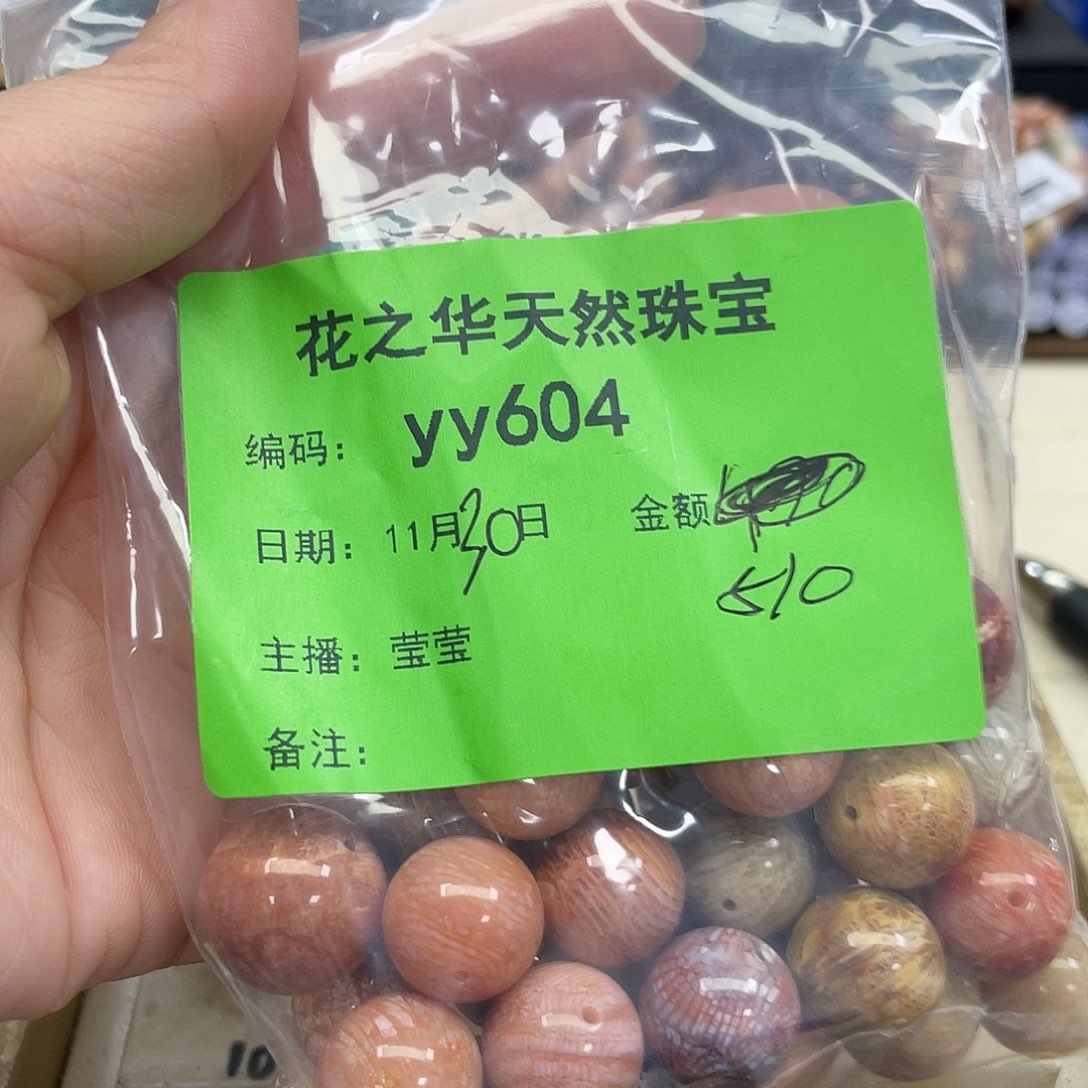 花之华天然珠宝
编码： yy604
日期： 11月30日 金额
510
主播： 莹莹
备注：
10